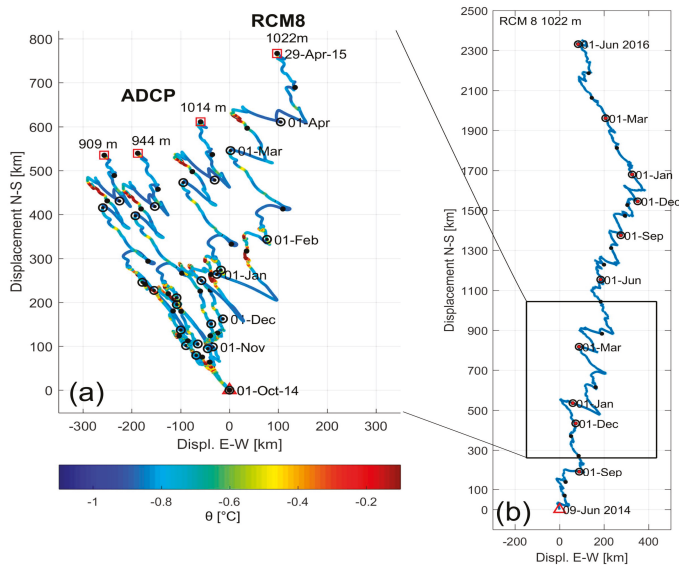 RCM8
1022m
29-Apr-15
ADCP
1014 m
909 m
944 m
01-Apr
01-Mar
01-Feb
01-Jan
01-Dec
01-Nov
01-Oct-14
(a)
Displacement N-S [km]
800
700
600
500
400
300
200
100
0
-300
-200
-100
0
100
200
300
Displ. E-W [km]
-1
-0.8
-0.6
-0.4
-0.2
θ [°C]
RCM 8 1022 m
01-Jun 2016
01-Mar
01-Jan
01-Dec
01-Sep
01-Jun
01-Mar
01-Jan
01-Dec
01-Sep
09-Jun 2014
(b)
Displacement N-S [km]
2500
2300
2100
1900
1700
1500
1300
1100
900
700
500
300
100
0
-200
0
200
400
Displ. E-W [km]